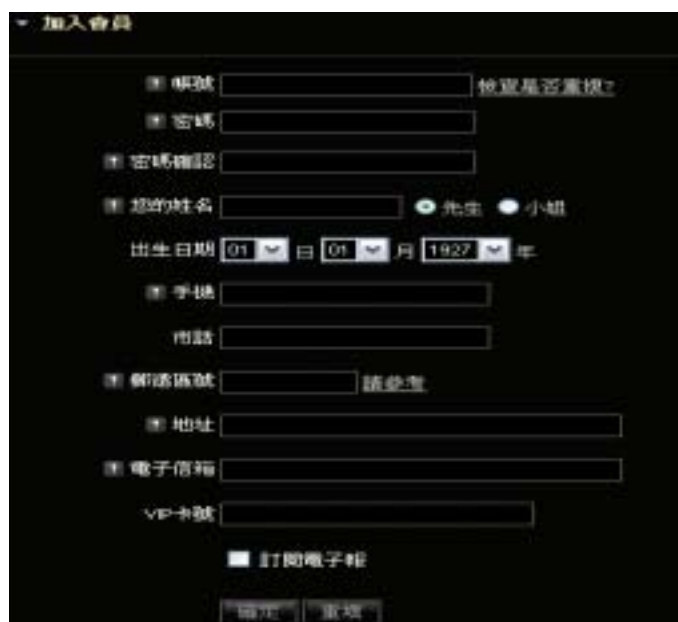 加入會員
帳號 檢查是否重複?
密碼
密碼確認
您的姓名 先生 小姐
出生日期 01 日 01 月 1927 年
手機
市話
郵遞區號 請參考
地址
電子信箱
VIP卡號
訂閱電子報
確定 重填